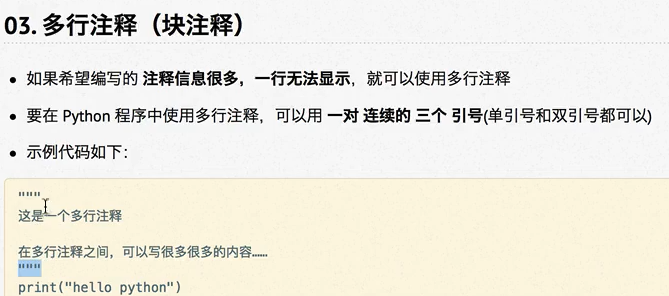 03. 多行注释（块注释）
• 如果希望编写的 注释信息很多，一行无法显示，就可以使用多行注释
• 要在 Python 程序中使用多行注释，可以用 一对 连续的 三个 引号(单引号和双引号都可以)
• 示例代码如下：
"""
这是一个多行注释
在多行注释之间，可以写很多很多的内容……
"""
print("hello python")